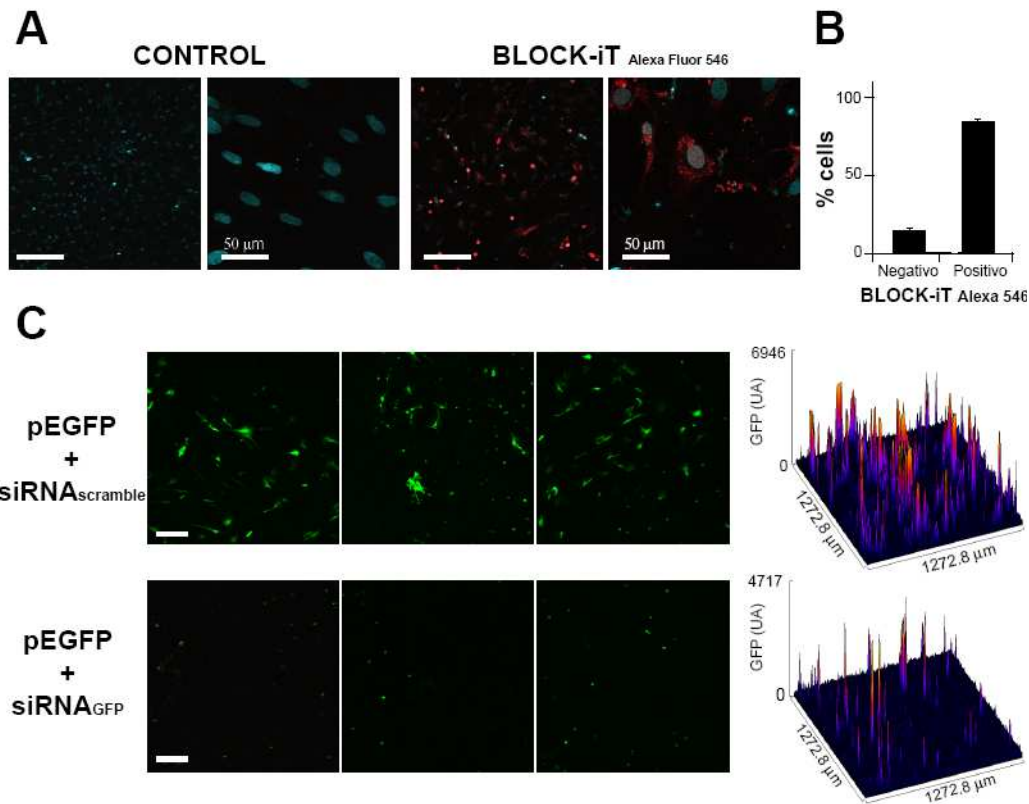 A
CONTROL
BLOCK-iT Alexa Fluor 546
50 µm
50 µm
B
100
50
0
% cells
Negativo Positivo
BLOCK-iT Alexa 546
C
pEGFP
+
siRNAscramble
6946
GFP (UA)
0
1272.8 µm
1272.8 µm
pEGFP
+
siRNAGFP
4717
GFP (UA)
0
1272.8 µm
1272.8 µm